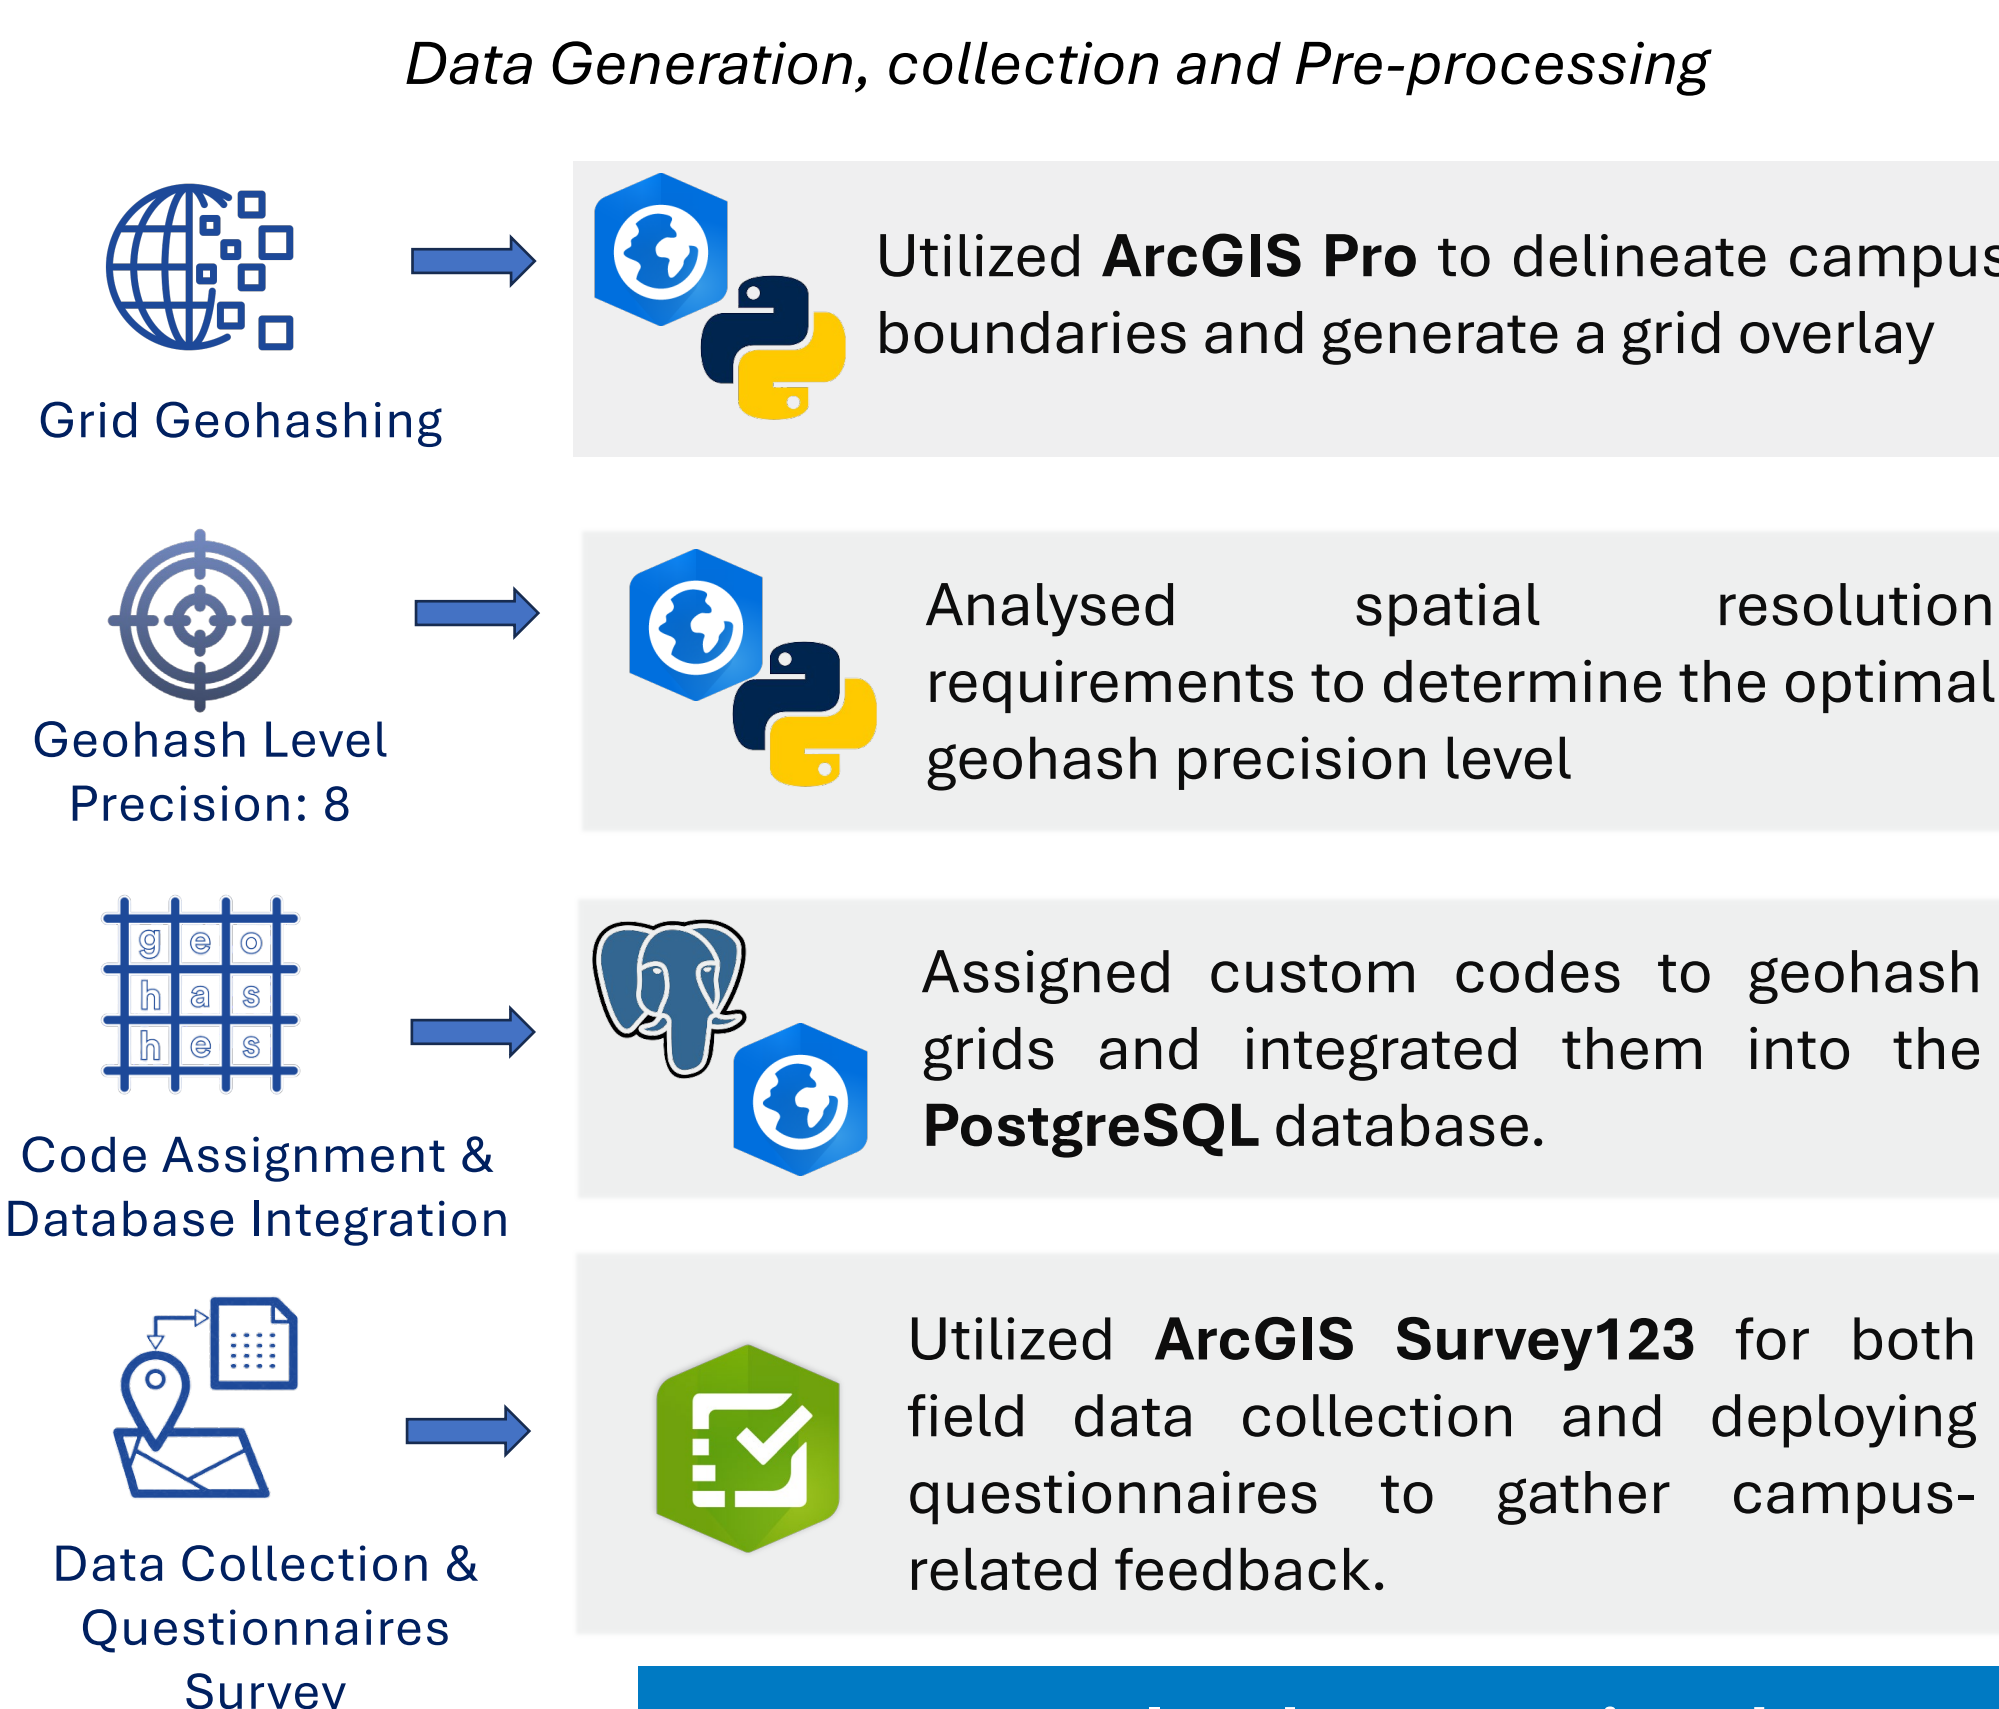 Data Generation, collection and Pre-processing
Utilized ArcGIS Pro to delineate campus
boundaries and generate a grid overlay
Grid Geohashing
Analysed spatial resolution
requirements to determine the optimal
geohash precision level
Geohash Level
Precision: 8
g e o
h a s
h e s
Assigned custom codes to geohash
grids and integrated them into the
PostgreSQL database.
Code Assignment &
Database Integration
Utilized ArcGIS Survey123 for both
field data collection and deploying
questionnaires to gather campus-
related feedback.
Data Collection &
Questionnaires
Survey